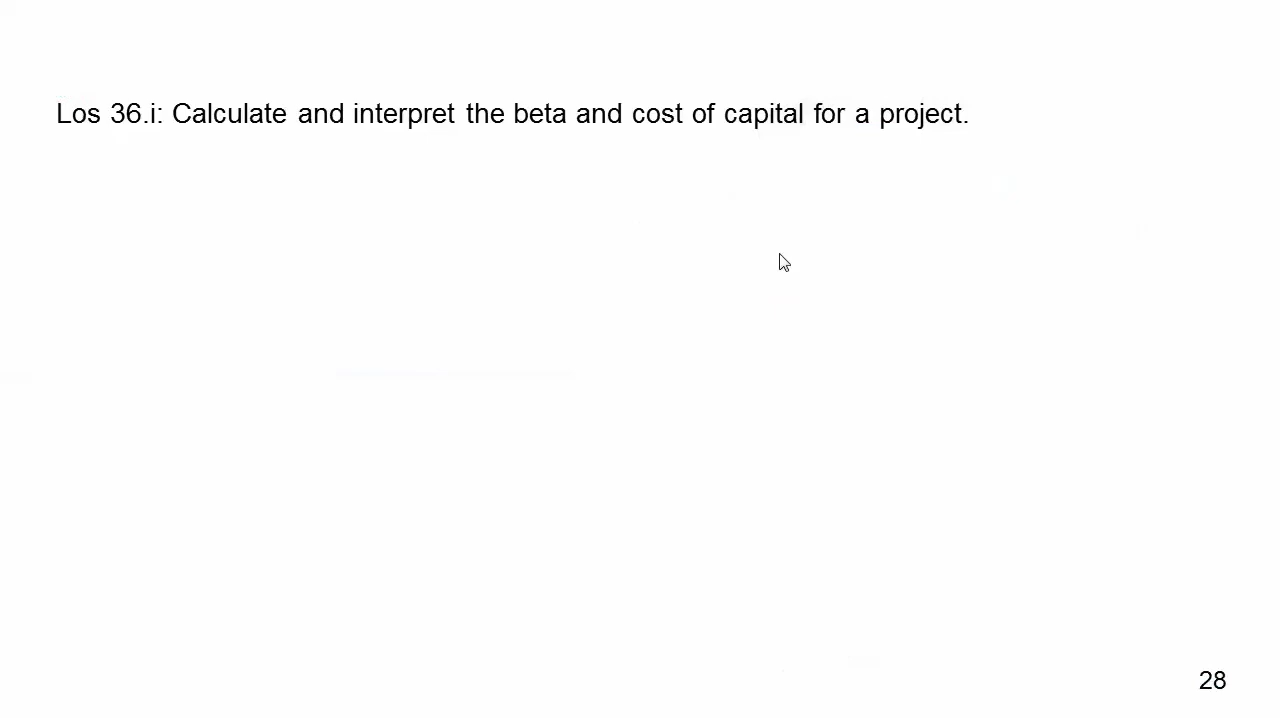 Los 36.i: Calculate and interpret the beta and cost of capital for a project.
28